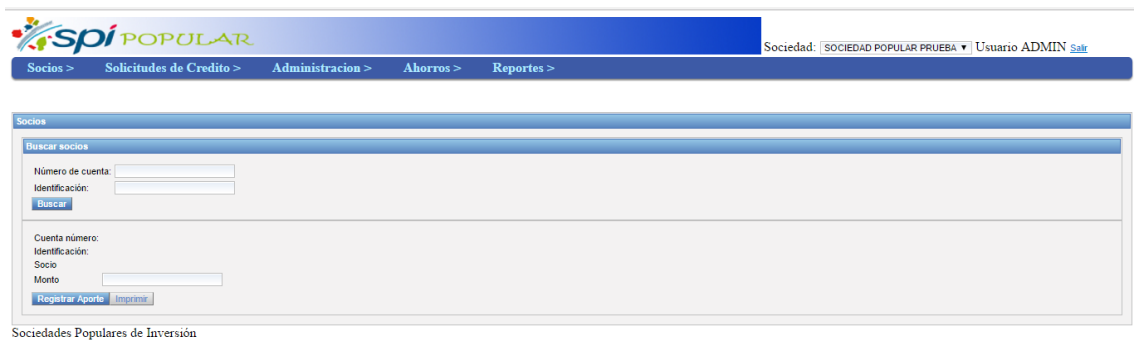 spi POPULAR
Sociedad: SOCIEDAD POPULAR PRUEBA Usuario ADMIN Salir
Socios > Solicitudes de Credito > Administracion > Ahorros > Reportes >
Socios
Buscar socios
Número de cuenta:
Identificación:
Buscar
Cuenta número:
Identificación:
Socio
Monto
Registrar Aporte Imprimir
Sociedades Populares de Inversión